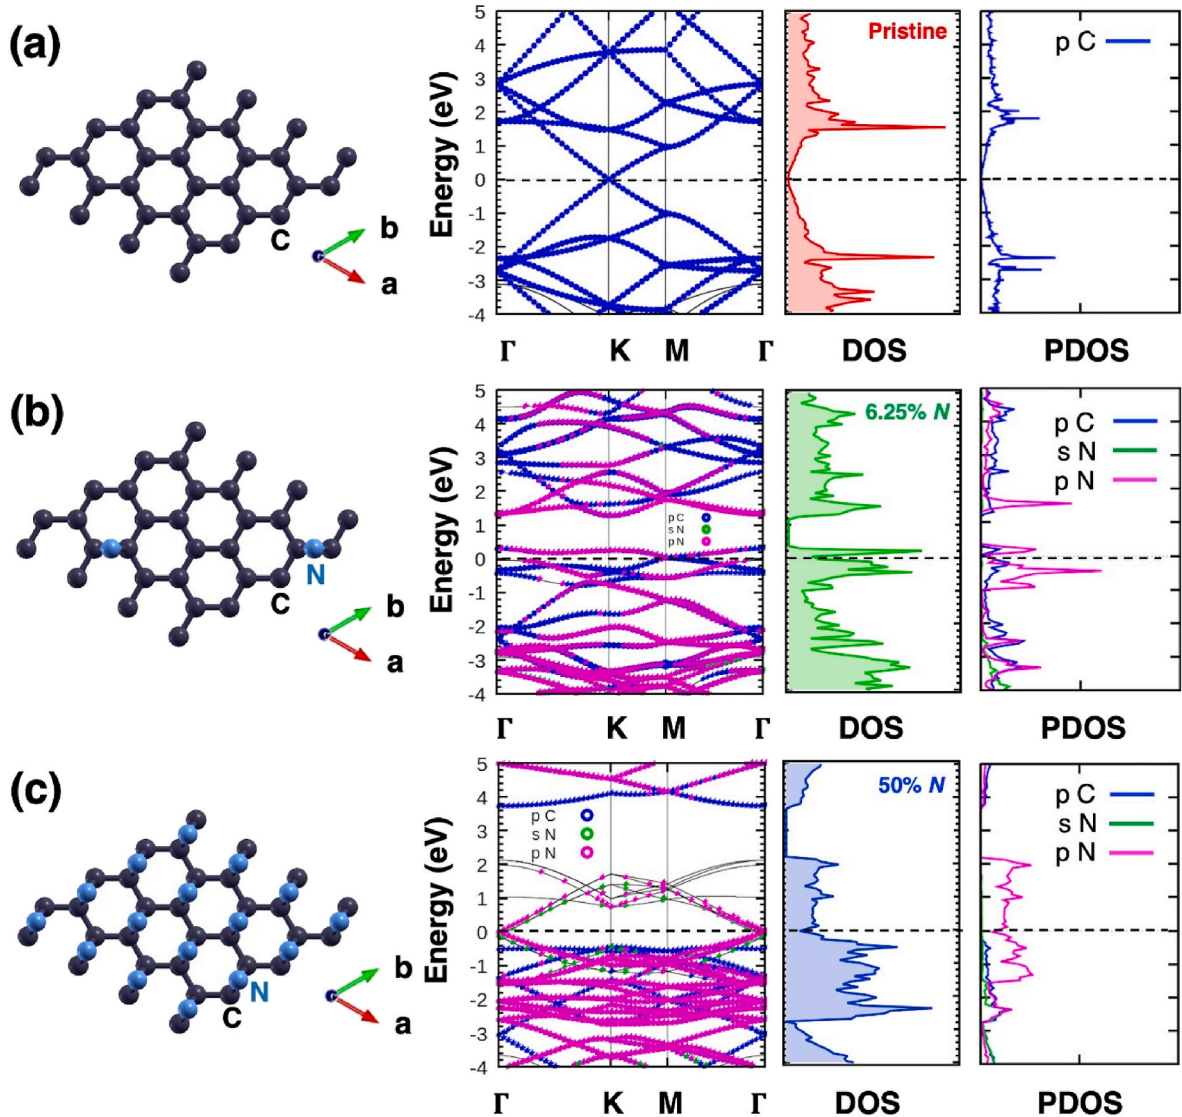 (a)
C
b
a
Energy (eV)
5
4
3
2
1
0
-1
-2
-3
-4
Γ K M Γ
Pristine
DOS
p C
PDOS
(b)
N
C
b
a
Energy (eV)
5
4
3
2
1
0
-1
-2
-3
-4
p C
s N
p N
Γ K M Γ
6.25% N
DOS
p C
s N
p N
PDOS
(c)
N
C
b
a
Energy (eV)
5
4
3
2
1
0
-1
-2
-3
-4
p C
s N
p N
Γ K M Γ
50% N
DOS
p C
s N
p N
PDOS